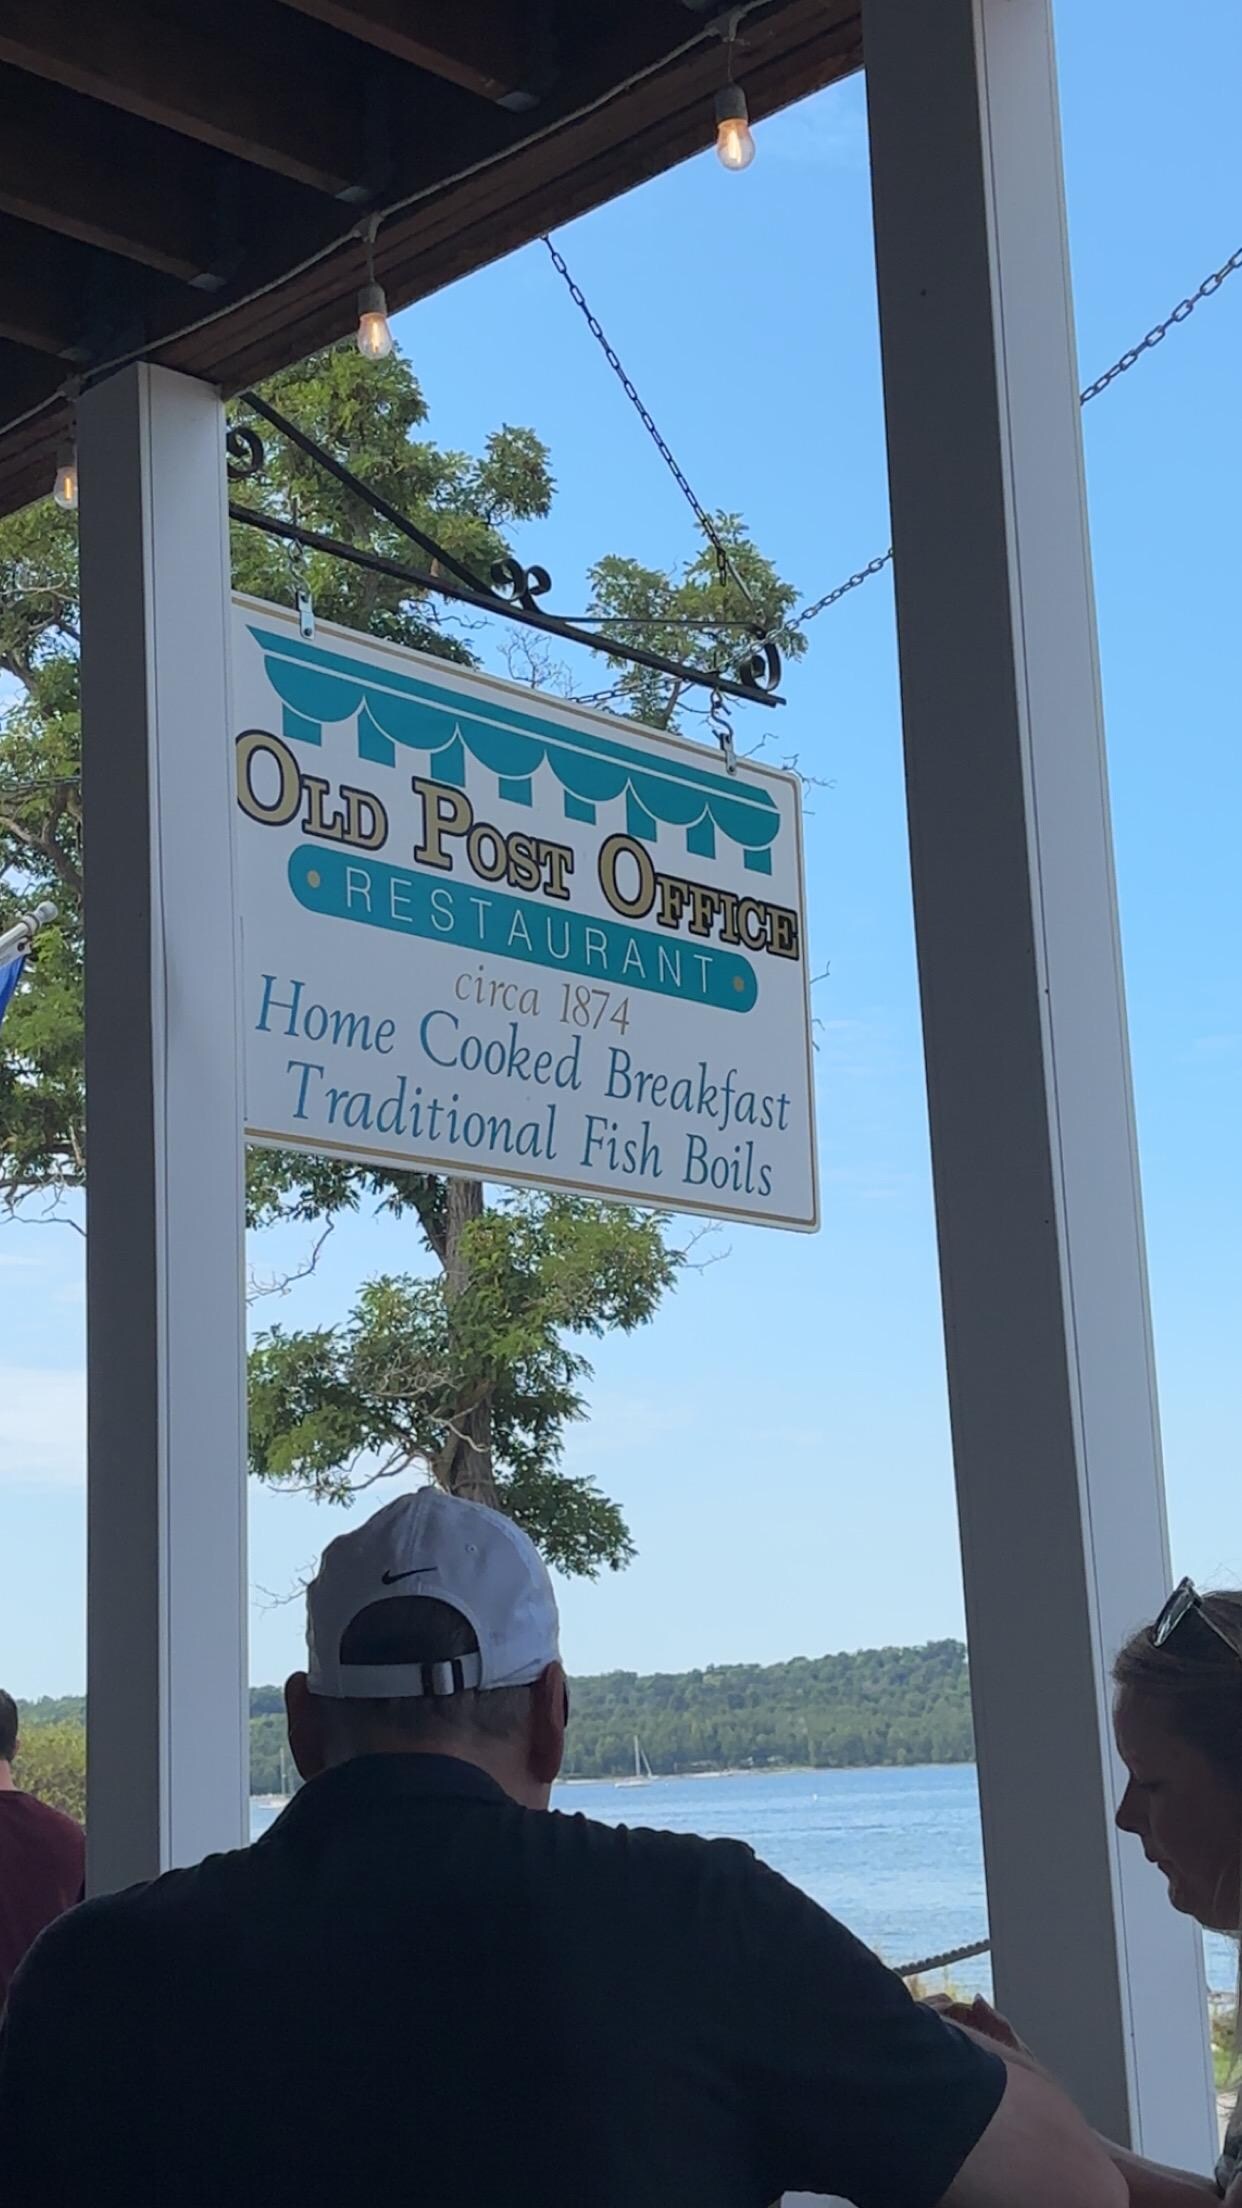 OLD POST OFFICE
RESTAURANT
circa 1874
Home Cooked Breakfast
Traditional Fish Boils